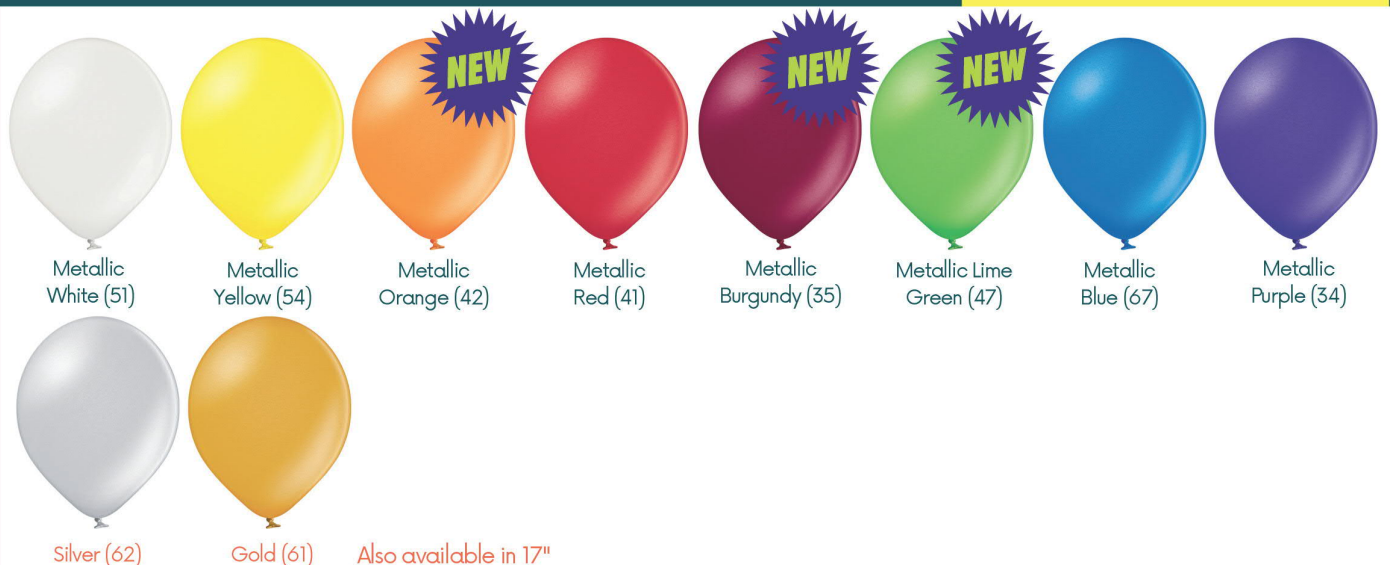 NEW
NEW
NEW
Metallic
White (51)
Metallic
Yellow (54)
Metallic
Orange (42)
Metallic
Red (41)
Metallic
Burgundy (35)
Metallic Lime
Green (47)
Metallic
Blue (67)
Metallic
Purple (34)
Silver (62)
Gold (61)
Also available in 17"